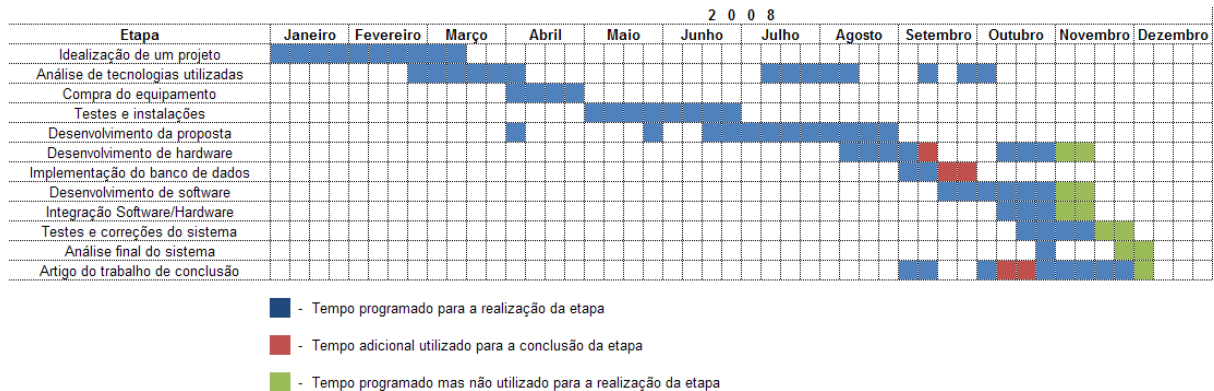 2 0 0 8
Etapa Janeiro Fevereiro Março Abril Maio Junho Julho Agosto Setembro Outubro Novembro Dezembro
Idealização de um projeto
Análise de tecnologias utilizadas
Compra do equipamento
Testes e instalações
Desenvolvimento da proposta
Desenvolvimento de hardware
Implementação do banco de dados
Desenvolvimento de software
Integração Software/Hardware
Testes e correções do sistema
Análise final do sistema
Artigo do trabalho de conclusão
- Tempo programado para a realização da etapa
- Tempo adicional utilizado para a conclusão da etapa
- Tempo programado mas não utilizado para a realização da etapa